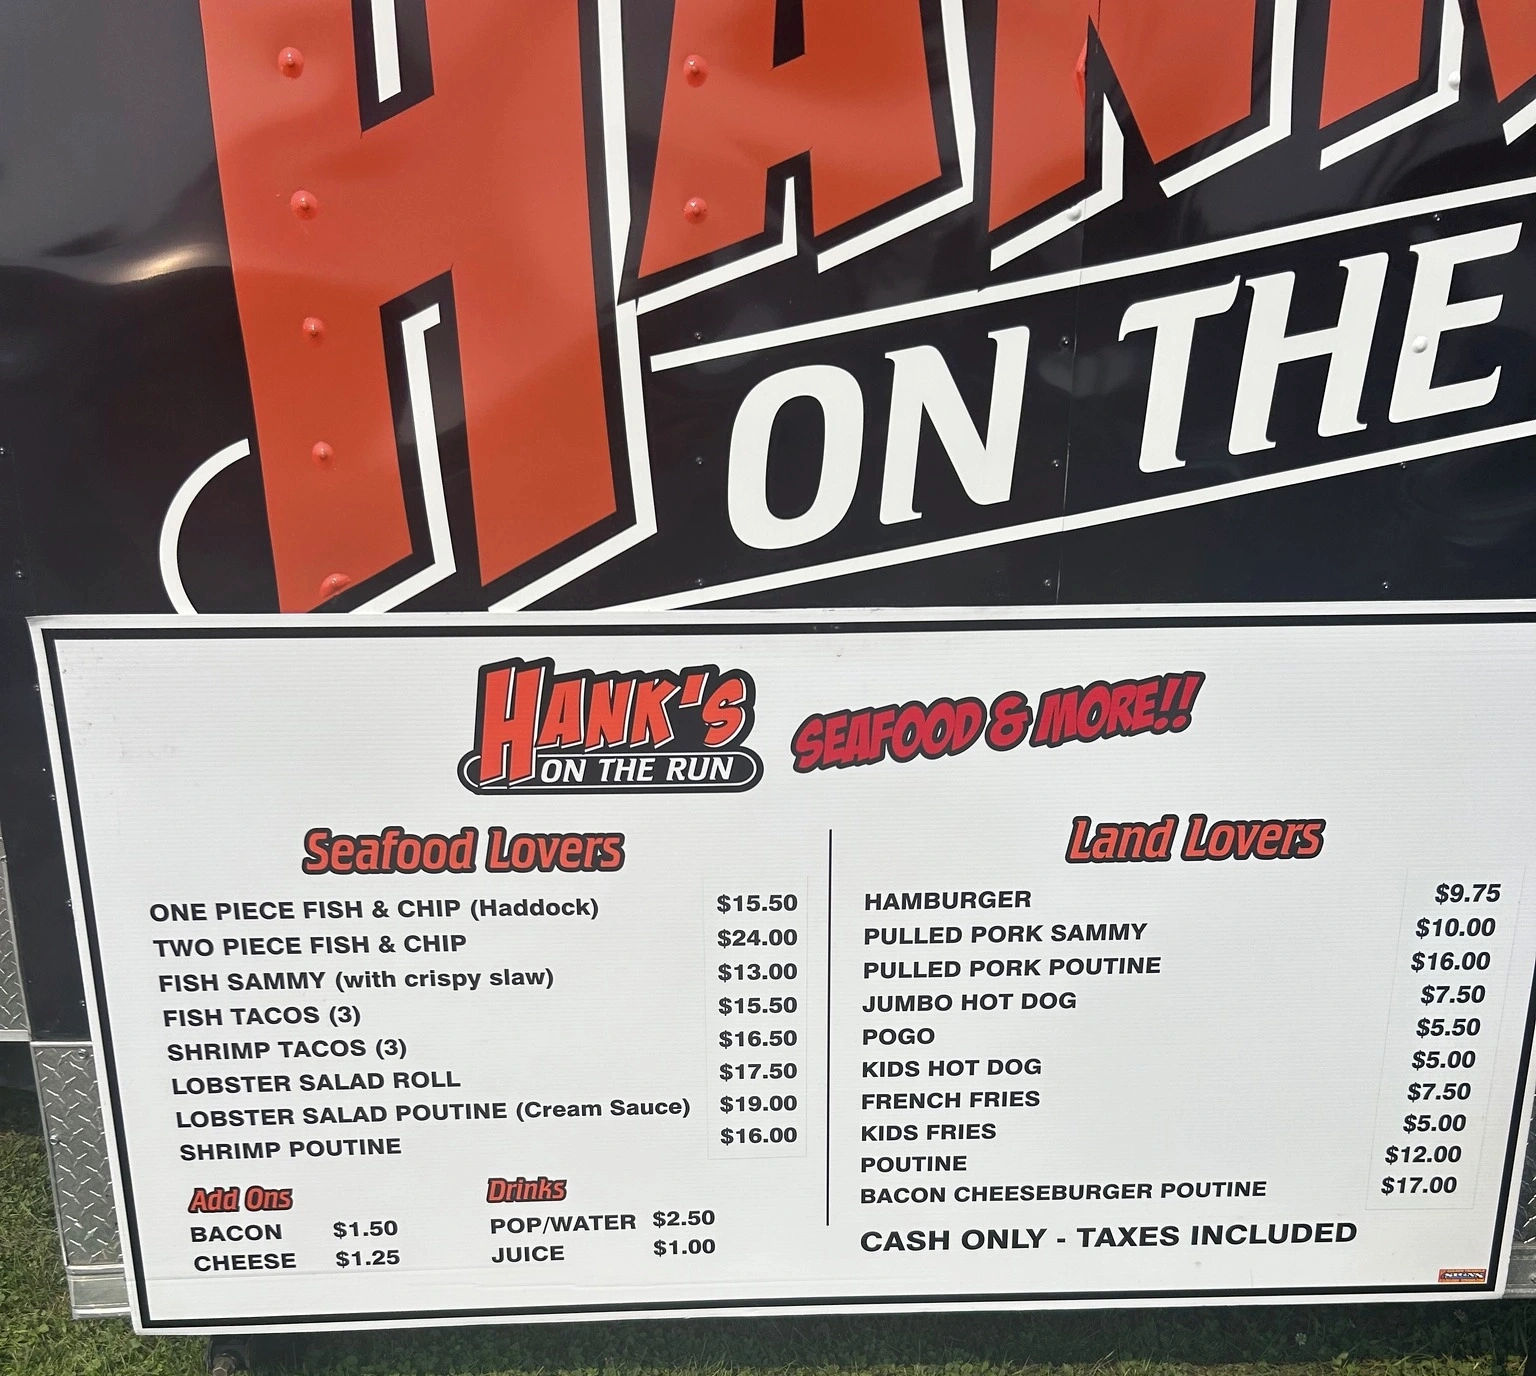 HANN
ON THE
HANK'S
ON THE RUN
SEAFOOD & MORE!!
Seafood Lovers
ONE PIECE FISH & CHIP (Haddock) $15.50
TWO PIECE FISH & CHIP $24.00
FISH SAMMY (with crispy slaw) $13.00
FISH TACOS (3) $15.50
SHRIMP TACOS (3) $16.50
LOBSTER SALAD ROLL $17.50
LOBSTER SALAD POUTINE (Cream Sauce) $19.00
SHRIMP POUTINE $16.00
Add Ons
BACON $1.50
CHEESE $1.25
Drinks
POP/WATER $2.50
JUICE $1.00
Land Lovers
HAMBURGER $9.75
PULLED PORK SAMMY $10.00
PULLED PORK POUTINE $16.00
JUMBO HOT DOG $7.50
POGO $5.50
KIDS HOT DOG $5.00
FRENCH FRIES $7.50
KIDS FRIES $5.00
POUTINE $12.00
BACON CHEESEBURGER POUTINE $17.00
CASH ONLY - TAXES INCLUDED